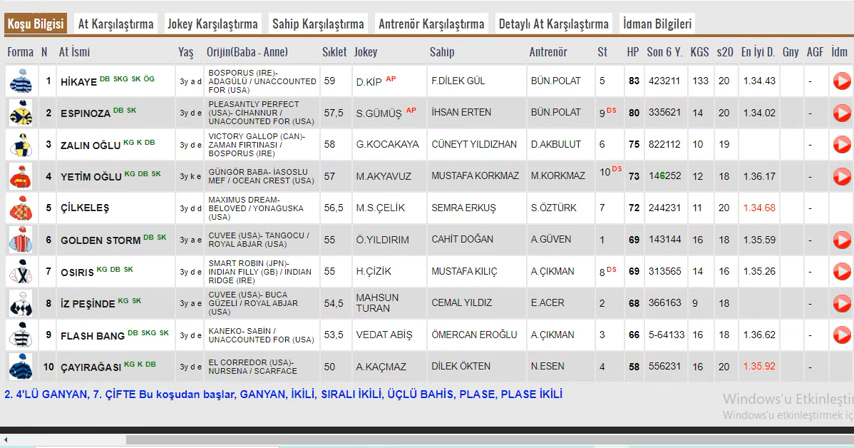 Koşu Bilgisi At Karşılaştırma Jokey Karşılaştırma Sahip Karşılaştırma Antrenör Karşılaştırma Detaylı At Karşılaştırma İdman Bilgileri
Forma N At İsmi Yaş Orijin(Baba - Anne) Sıklet Jokey Sahip Antrenör St HP Son 6 Y. KGS s20 En İyi D. Gny AGF İdm
1 HİKAYE DB SKG SK ÖG 3y a d BOSPORUS (IRE)- ADAGÜLÜ / UNACCOUNTED FOR (USA) 59 D.KİP AP F.DİLEK GÜL BÜN.POLAT 5 83 423211 133 20 1.34.43 -
2 ESPINOZA DB SK 3y d e PLEASANTLY PERFECT (USA)- CİHANNUR / UNACCOUNTED FOR (USA) 57,5 S.GÜMÜŞ AP İHSAN ERTEN BÜN.POLAT 9 DS 80 335621 14 20 1.34.02 -
3 ZALIN OĞLU KG K DB 3y d e VICTORY GALLOP (CAN)- ZAMAN FIRTINASI / BOSPORUS (IRE) 58 G.KOCAKAYA CÜNEYT YILDIZHAN D.AKBULUT 6 75 822112 10 19 -
4 YETİM OĞLU KG DB SK 3y k e GÜNGÖR BABA- İASOSLU MEF / OCEAN CREST (USA) 57 M.AKYAVUZ MUSTAFA KORKMAZ M.KORKMAZ 10 DS 73 146252 12 18 1.36.17 -
5 ÇİLKELEŞ 3y d d MAXIMUS DREAM- BELOVED / YONAGUSKA (USA) 56,5 M.S.ÇELİK SEMRA ERKUŞ S.ÖZTÜRK 7 72 244231 11 20 1.34.68 -
6 GOLDEN STORM DB SK 3y a e CUVEE (USA)- TANGOCU / ROYAL ABJAR (USA) 55 Ö.YILDIRIM CAHİT DOĞAN A.GÜVEN 1 69 143144 16 18 1.35.59 -
7 OSIRIS KG DB SK 3y d e SMART ROBIN (JPN)- INDIAN FILLY (GB) / INDIAN RIDGE (IRE) 55 H.ÇİZİK MUSTAFA KILIÇ A.ÇIKMAN 8 DS 69 313565 14 16 1.35.26 -
8 İZ PEŞİNDE KG SK 3y a e CUVEE (USA)- BUCA GÜZELİ / ROYAL ABJAR (USA) 54,5 MAHSUN TURAN CEMAL YILDIZ E.ACER 2 68 366163 9 18 -
9 FLASH BANG DB SKG SK 3y d e KANEKO- SABİN / UNACCOUNTED FOR (USA) 53,5 VEDAT ABİŞ ÖMERCAN EROĞLU A.ÇIKMAN 3 66 5-64133 16 18 1.36.62 -
10 ÇAYIRAĞASI KG K DB 3y d e EL CORREDOR (USA)- NURSENA / SCARFACE 50 A.KAÇMAZ DİLEK ÖKTEN N.ESEN 4 58 556231 16 20 1.35.92 -
2. 4'LÜ GANYAN, 7. ÇİFTE Bu koşudan başlar, GANYAN, İKİLİ, SIRALI İKİLİ, ÜÇLÜ BAHİS, PLASE, PLASE İKİLİ
Windows'u Etkinleştir
Windows'u etkinleştirmek iç